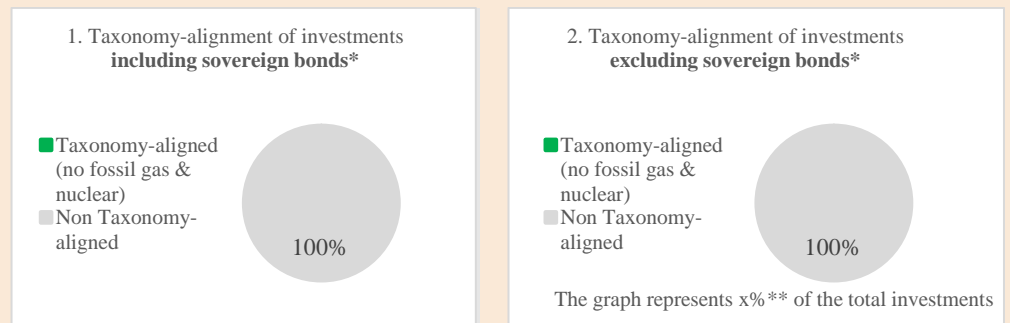 1. Taxonomy-alignment of investments
including sovereign bonds*
Taxonomy-aligned
(no fossil gas &
nuclear)
Non Taxonomy-
aligned
100%
2. Taxonomy-alignment of investments
excluding sovereign bonds*
Taxonomy-aligned
(no fossil gas &
nuclear)
Non Taxonomy-
aligned
100%
The graph represents x%** of the total investments